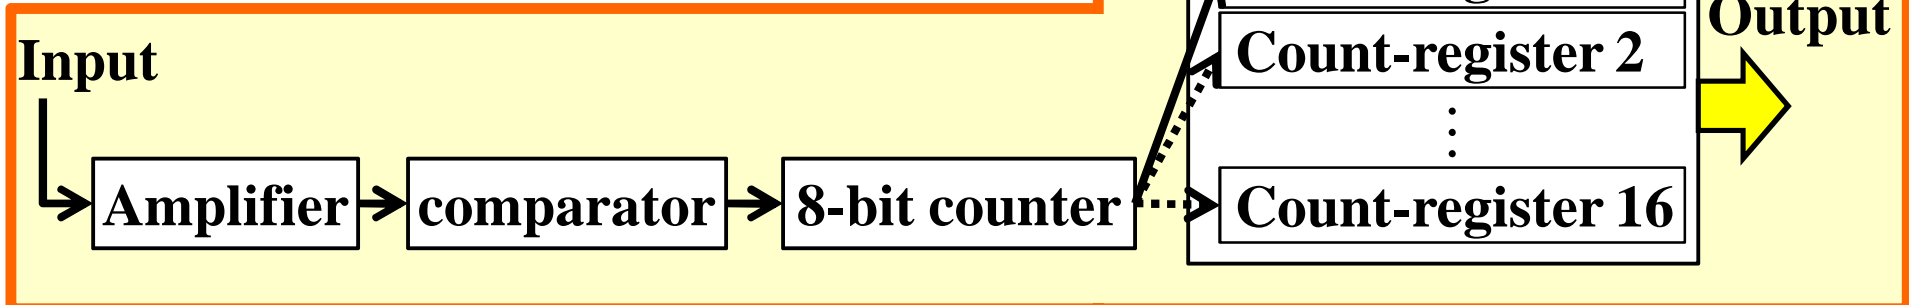 Output
Input
Count-register 2
⋮
Amplifier
comparator
8-bit counter
Count-register 16